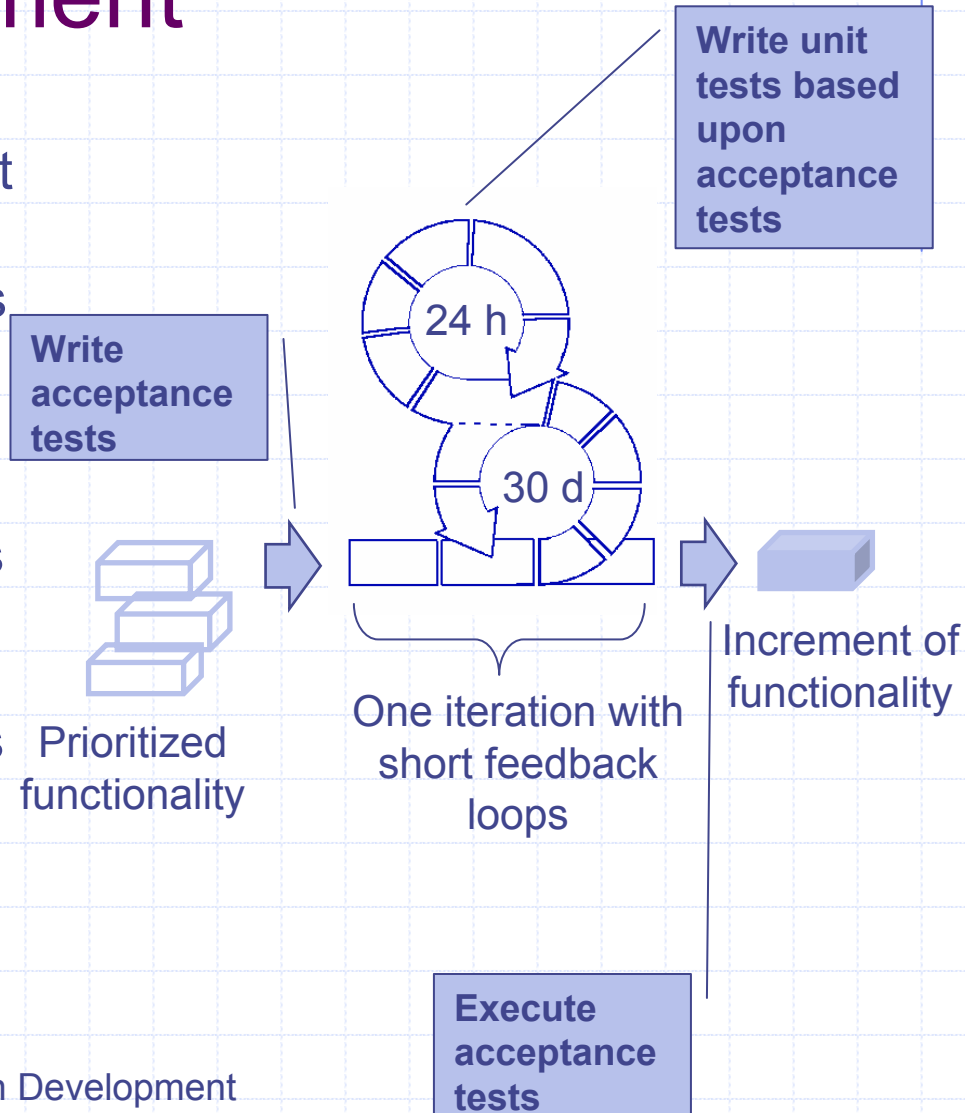 Write unit
tests based
upon
acceptance
tests
24 h
Write
acceptance
tests
30 d
Prioritized
functionality
One iteration with
short feedback
loops
Increment of
functionality
Execute
acceptance
tests
Development